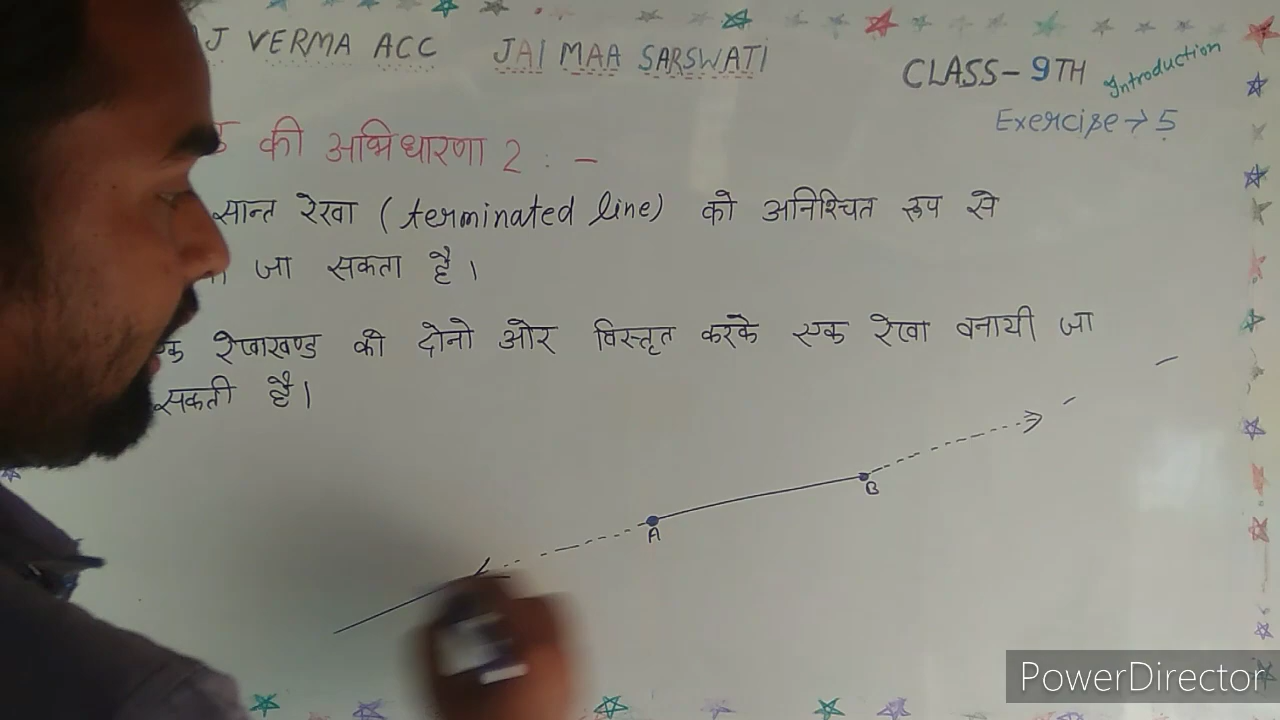 J VERMA ACC JAI MAA SARSWATI
CLASS-9TH Introduction
Exercise→5
की अभिधारणा 2 : -
सान्त रेखा (terminated line) को अनिश्चित रूप से
जा सकता है।
एक रेखाखण्ड को दोनो ओर विस्तृत करके एक रेखा बनायी जा
सकती है।
A
B
PowerDirector